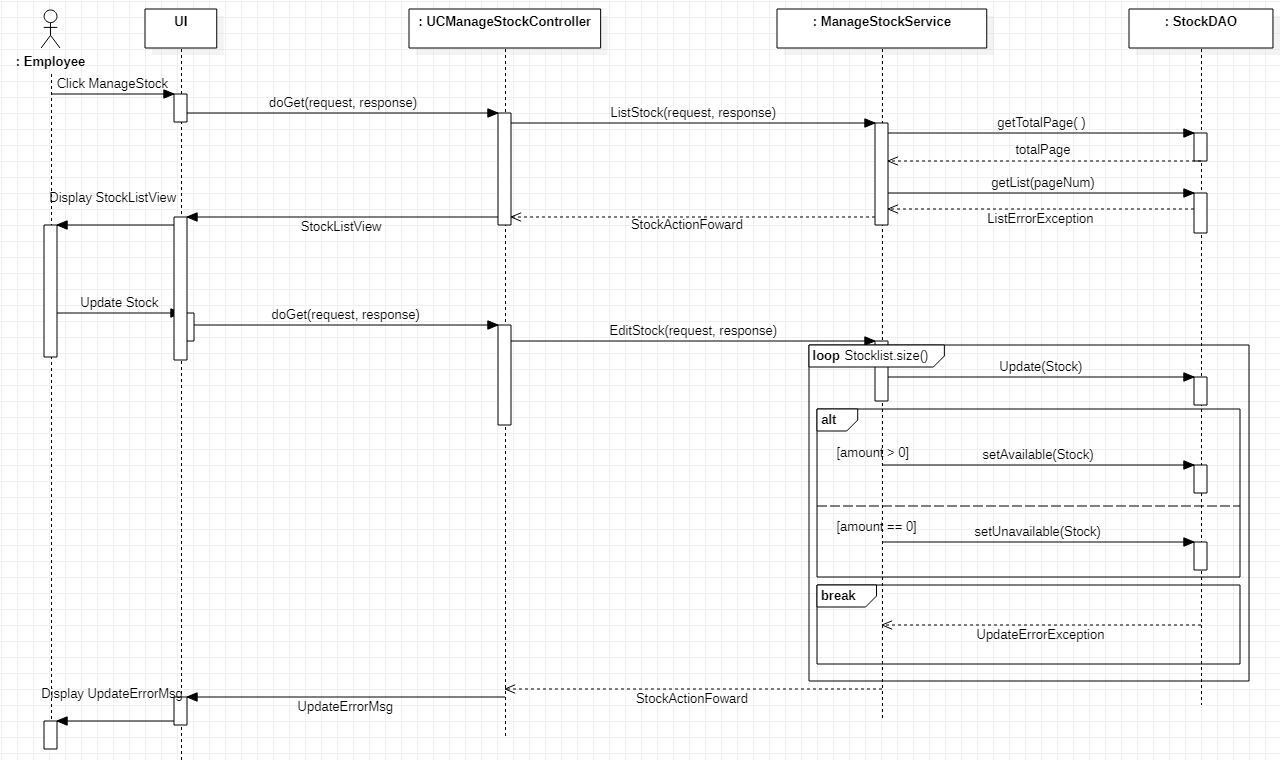 UI
: UCManageStockController
: ManageStockService
: StockDAO
: Employee
Click ManageStock
doGet(request, response)
ListStock(request, response)
getTotalPage( )
totalPage
getList(pageNum)
Display StockListView
ListErrorException
StockListView
StockActionFoward
Update Stock
doGet(request, response)
EditStock(request, response)
loop Stocklist.size()
Update(Stock)
alt
[amount > 0]
setAvailable(Stock)
[amount == 0]
setUnavailable(Stock)
break
UpdateErrorException
Display UpdateErrorMsg
UpdateErrorMsg
StockActionFoward